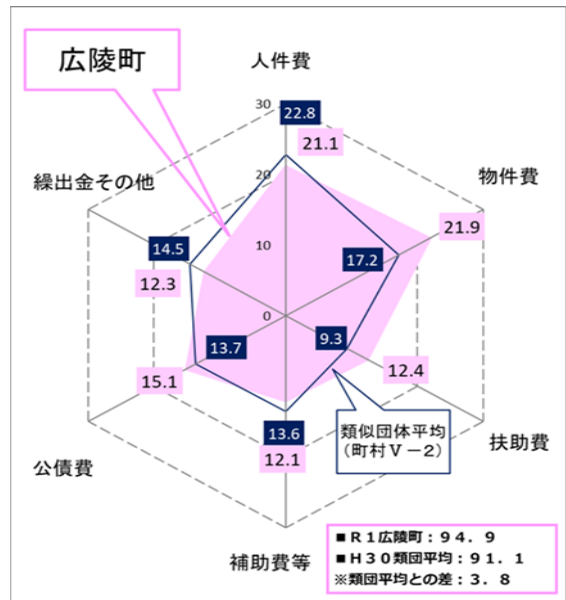 広陵町
人件費
30
22.8
21.1
20
物件費
繰出金その他
21.9
14.5
10
17.2
12.3
0
9.3
13.7
12.4
15.1
類似団体平均
（町村Ⅴ－2）
13.6
12.1
扶助費
公債費
補助費等
■Ｒ１広陵町：９４．９
■Ｈ３０類団平均：９１．１
※類団平均との差：３．８